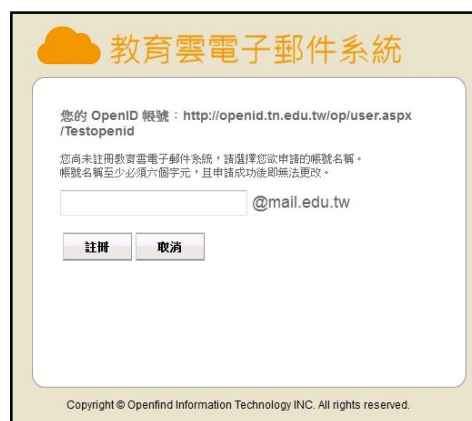 教育雲電子郵件系統
您的 OpenID 帳號：http://openid.tn.edu.tw/op/user.aspx
/Testopenid
您尚未註冊教育雲電子郵件系統，請選擇您欲申請的帳號名稱。
帳號名稱至少必須六個字元，且申請成功後即無法更改。
@mail.edu.tw
註冊 取消
Copyright © Openfind Information Technology INC. All rights reserved.